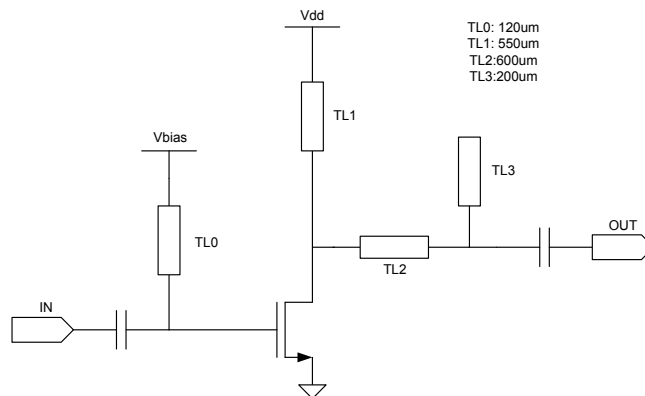 Vdd
TL0: 120um
TL1: 550um
TL2:600um
TL3:200um
TL1
Vbias
TL3
TL0
OUT
TL2
IN